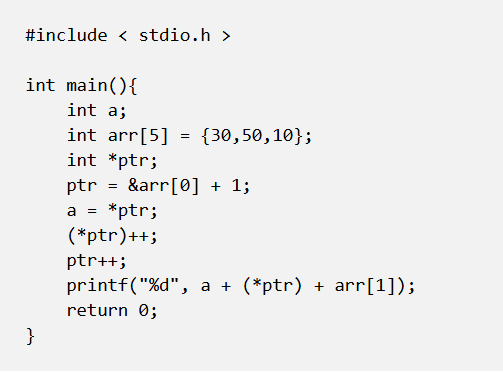 #include < stdio.h >

int main(){
    int a;
    int arr[5] = {30,50,10};
    int *ptr;
    ptr = &arr[0] + 1;
    a = *ptr;
    (*ptr)++;
    ptr++;
    printf("%d", a + (*ptr) + arr[1]);
    return 0;
}